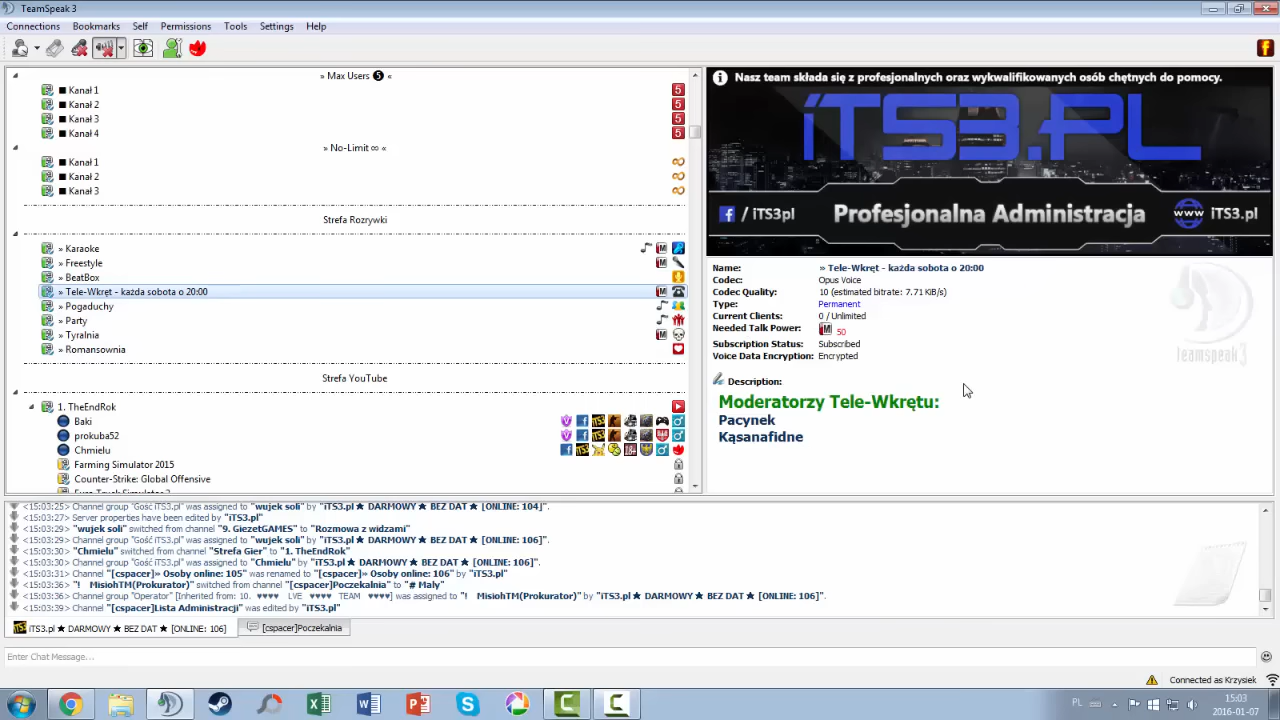 TeamSpeak 3
Connections Bookmarks Self Permissions Tools Settings Help
» Max Users ❺ «
■ Kanał 1 5
■ Kanał 2 5
■ Kanał 3 5
■ Kanał 4 5
» No-Limit ∞ «
■ Kanał 1
■ Kanał 2
■ Kanał 3
Strefa Rozrywki
» Karaoke
» Freestyle
» BeatBox
» Tele-Wkręt - każda sobota o 20:00
» Pogaduchy
» Party
» Tyralnia
» Romansownia
Strefa YouTube
1. TheEndRok
Baki
prokuba52
Chmielu
Farming Simulator 2015
Counter-Strike: Global Offensive
Nasz team składa się z profesjonalnych oraz wykwalifikowanych osób chętnych do pomocy.
iTS3.PL
/ iTS3pl Profesjonalna Administracja www iTS3.pl
Name: » Tele-Wkręt - każda sobota o 20:00
Codec: Opus Voice
Codec Quality: 10 (estimated bitrate: 7.71 KiB/s)
Type: Permanent
Current Clients: 0 / Unlimited
Needed Talk Power: M 50
Subscription Status: Subscribed
Voice Data Encryption: Encrypted
Teamspeak 3
Description:
Moderatorzy Tele-Wkrętu:
Pacynek
Kąsanafidne
<15:03:25> Channel group "Gość iTS3.pl" was assigned to "wujek soli" by "iTS3.pl ★ DARMOWY ★ BEZ DAT ★ [ONLINE: 104]".
<15:03:27> Server properties have been edited by "iTS3.pl"
<15:03:29> "wujek soli" switched from channel "9. GiezetGAMES" to "Rozmowa z widzami"
<15:03:29> Channel group "Gość iTS3.pl" was assigned to "wujek soli" by "iTS3.pl ★ DARMOWY ★ BEZ DAT ★ [ONLINE: 106]".
<15:03:30> "Chmielu" switched from channel "Strefa Gier" to "1. TheEndRok"
<15:03:30> Channel group "Gość iTS3.pl" was assigned to "Chmielu" by "iTS3.pl ★ DARMOWY ★ BEZ DAT ★ [ONLINE: 106]".
<15:03:31> Channel "[cspacer]» Osoby online: 105" was renamed to "[cspacer]» Osoby online: 106" by "iTS3.pl"
<15:03:36> "! MisiohTM(Prokurator)" switched from channel "[cspacer]Poczekalnia" to "# Mały"
<15:03:36> Channel group "Operator" [Inherited from: 10. ♥♥♥♥ LVE ♥♥♥♥ TEAM ♥♥♥♥] was assigned to "! MisiohTM(Prokurator)" by "iTS3.pl ★ DARMOWY ★ BEZ DAT ★ [ONLINE: 106]".
<15:03:39> Channel "[cspacer]Lista Administracji" was edited by "iTS3.pl"
iTS3.pl ★ DARMOWY ★ BEZ DAT ★ [ONLINE: 106] [cspacer]Poczekalnia
Enter Chat Message...
Connected as Krzysiek
PL 15:03
2016-01-07